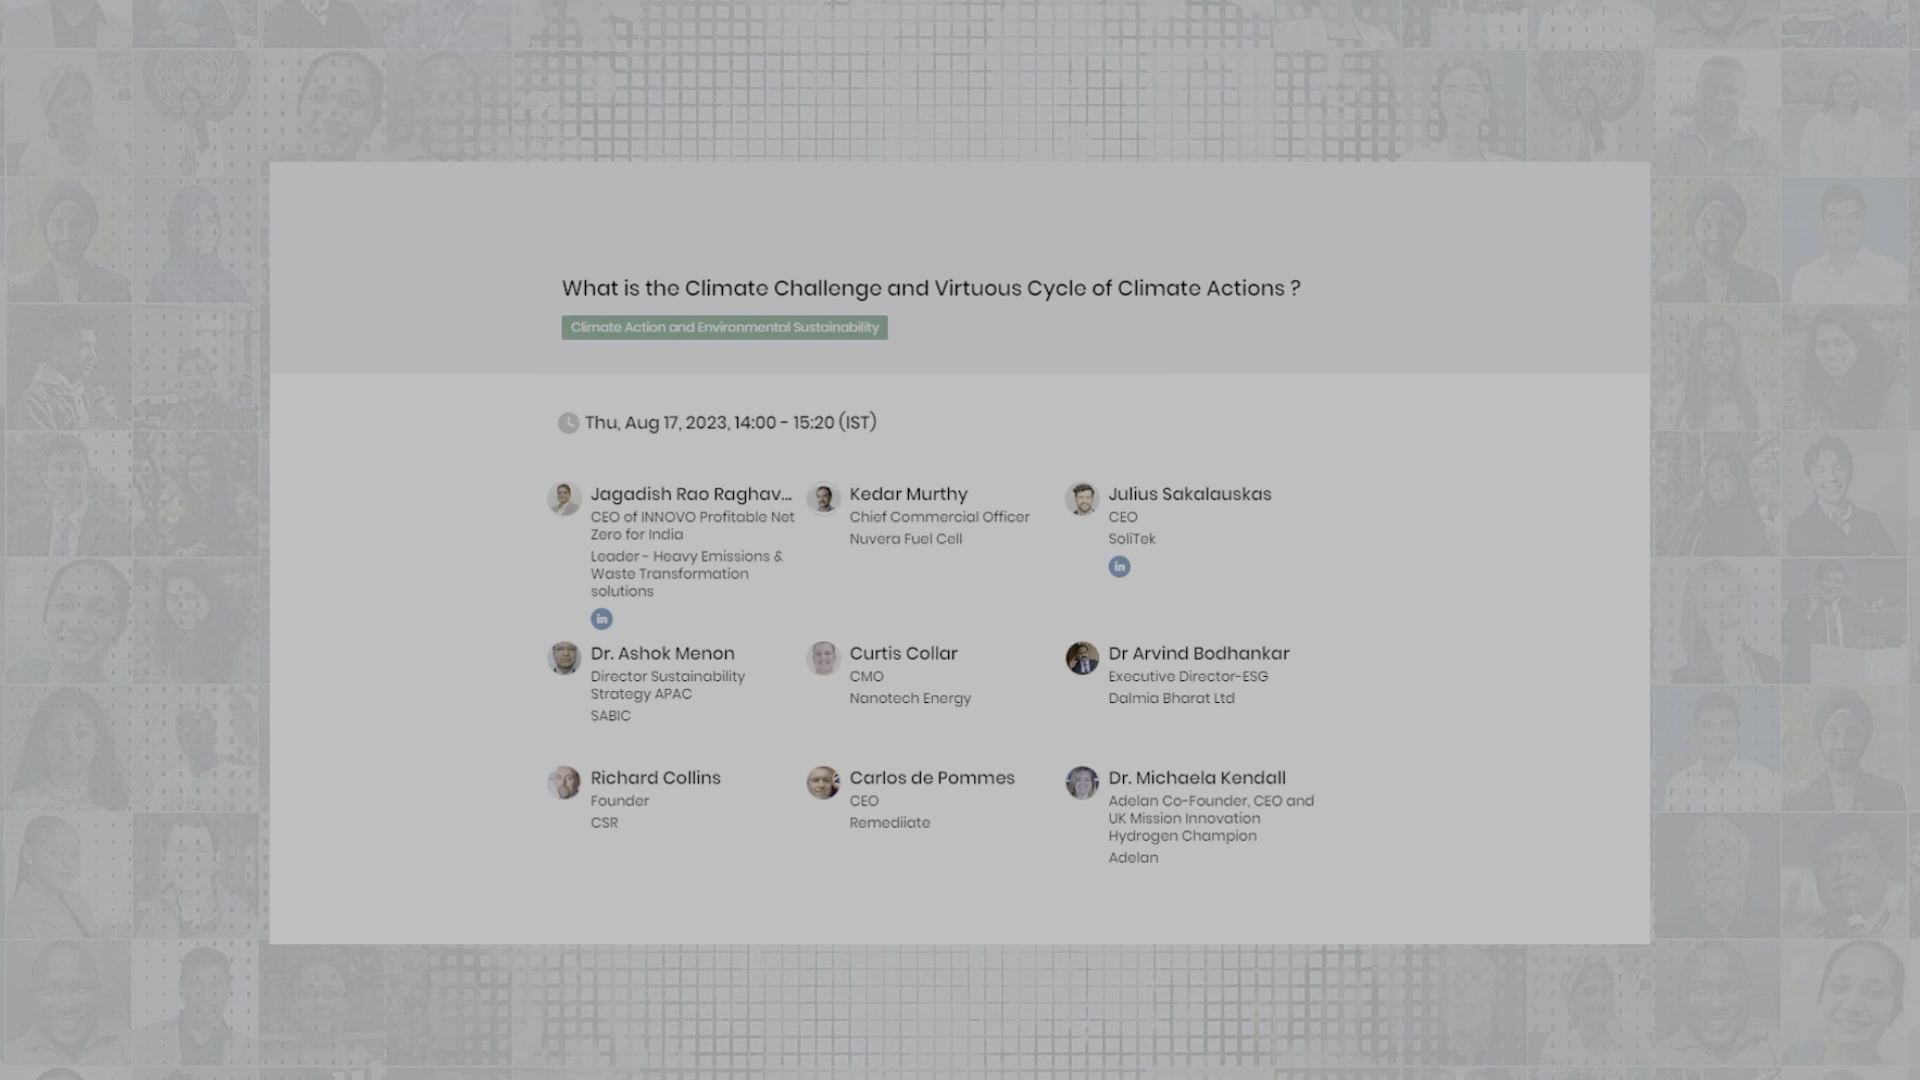 What is the Climate Challenge and Virtuous Cycle of Climate Actions ?
Climate Action and Environmental Sustainability
Thu, Aug 17, 2023, 14:00 - 15:20 (IST)
Jagadish Rao Raghav...
CEO of INNOVO Profitable Net
Zero for India
Leader - Heavy Emissions &
Waste Transformation
solutions
in
Kedar Murthy
Chief Commercial Officer
Nuvera Fuel Cell
Julius Sakalauskas
CEO
SoliTek
in
Dr. Ashok Menon
Director Sustainability
Strategy APAC
SABIC
Curtis Collar
CMO
Nanotech Energy
Dr Arvind Bodhankar
Executive Director-ESG
Dalmia Bharat Ltd
Richard Collins
Founder
CSR
Carlos de Pommes
CEO
Remediiate
Dr. Michaela Kendall
Adelan Co-Founder, CEO and
UK Mission Innovation
Hydrogen Champion
Adelan